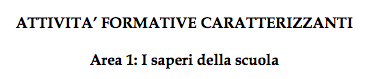 ATTIVITA’ FORMATIVE CARATTERIZZANTI
Area 1: I saperi della scuola